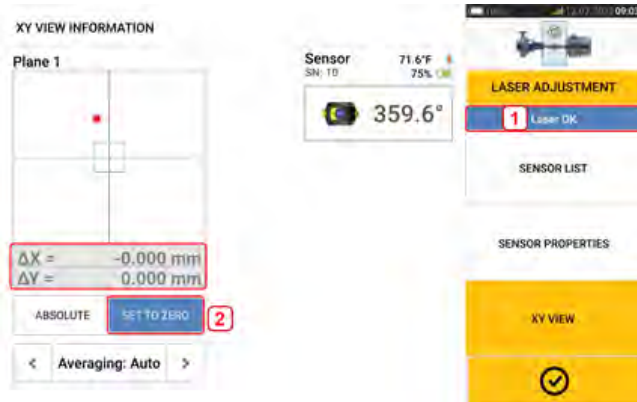 09:03
XY VIEW INFORMATION
Plane 1
Sensor 71.6°F
SN: 10 75%
359.6°
LASER ADJUSTMENT
1 Laser OK
SENSOR LIST
SENSOR PROPERTIES
ΔX = -0.000 mm
ΔY = 0.000 mm
ABSOLUTE SET TO ZERO 2
XY VIEW
< Averaging: Auto >